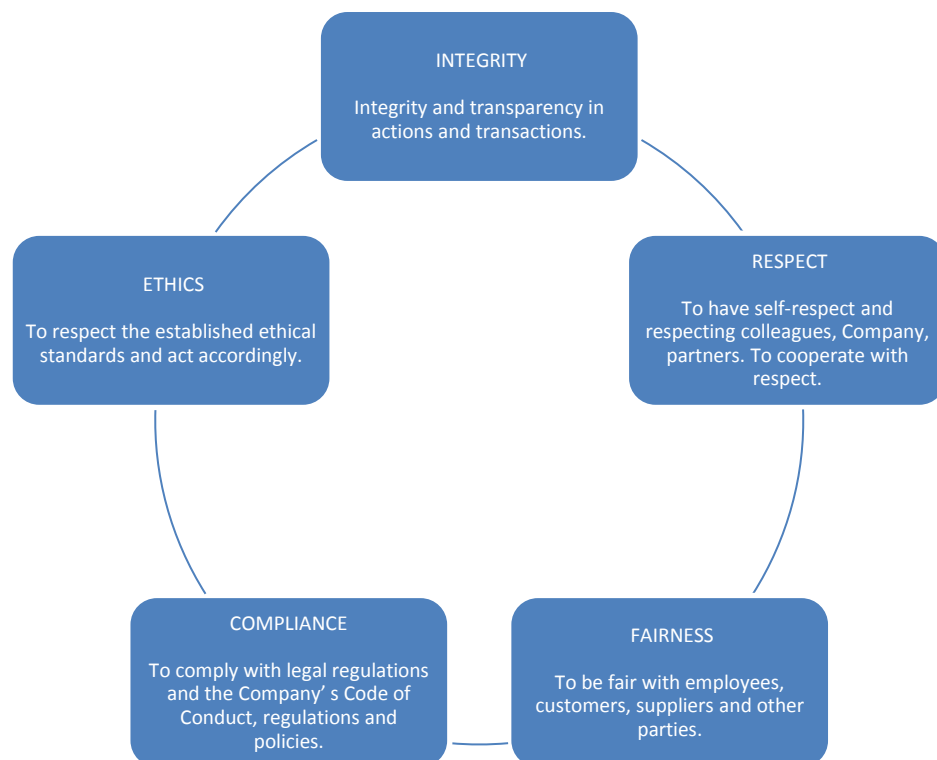 INTEGRITY
Integrity and transparency in
actions and transactions.
RESPECT
To have self-respect and
respecting colleagues, Company,
partners. To cooperate with
respect.
FAIRNESS
To be fair with employees,
customers, suppliers and other
parties.
COMPLIANCE
To comply with legal regulations
and the Company’ s Code of
Conduct, regulations and
policies.
ETHICS
To respect the established ethical
standards and act accordingly.